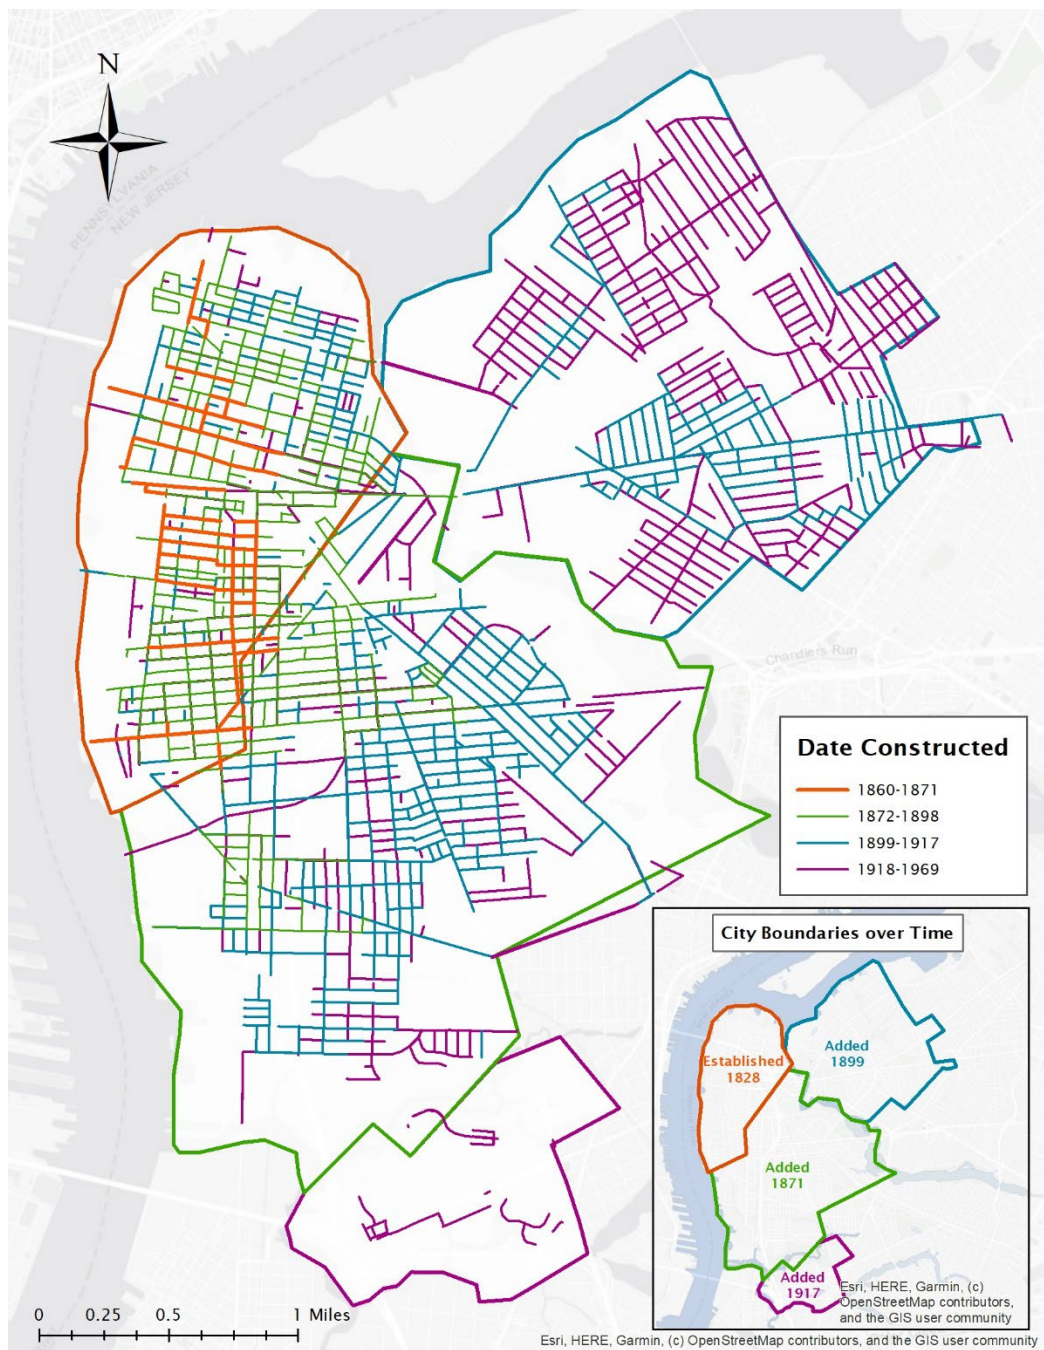 N
PENNSYLVANIA
NEW JERSEY
Chandlers Run
Date Constructed
1860-1871
1872-1898
1899-1917
1918-1969
City Boundaries over Time
Added
1899
Established
1828
Added
1871
Added
1917
Esri, HERE, Garmin, (c)
OpenStreetMap contributors,
and the GIS user community
0 0.25 0.5 1 Miles
Esri, HERE, Garmin, (c) OpenStreetMap contributors, and the GIS user community